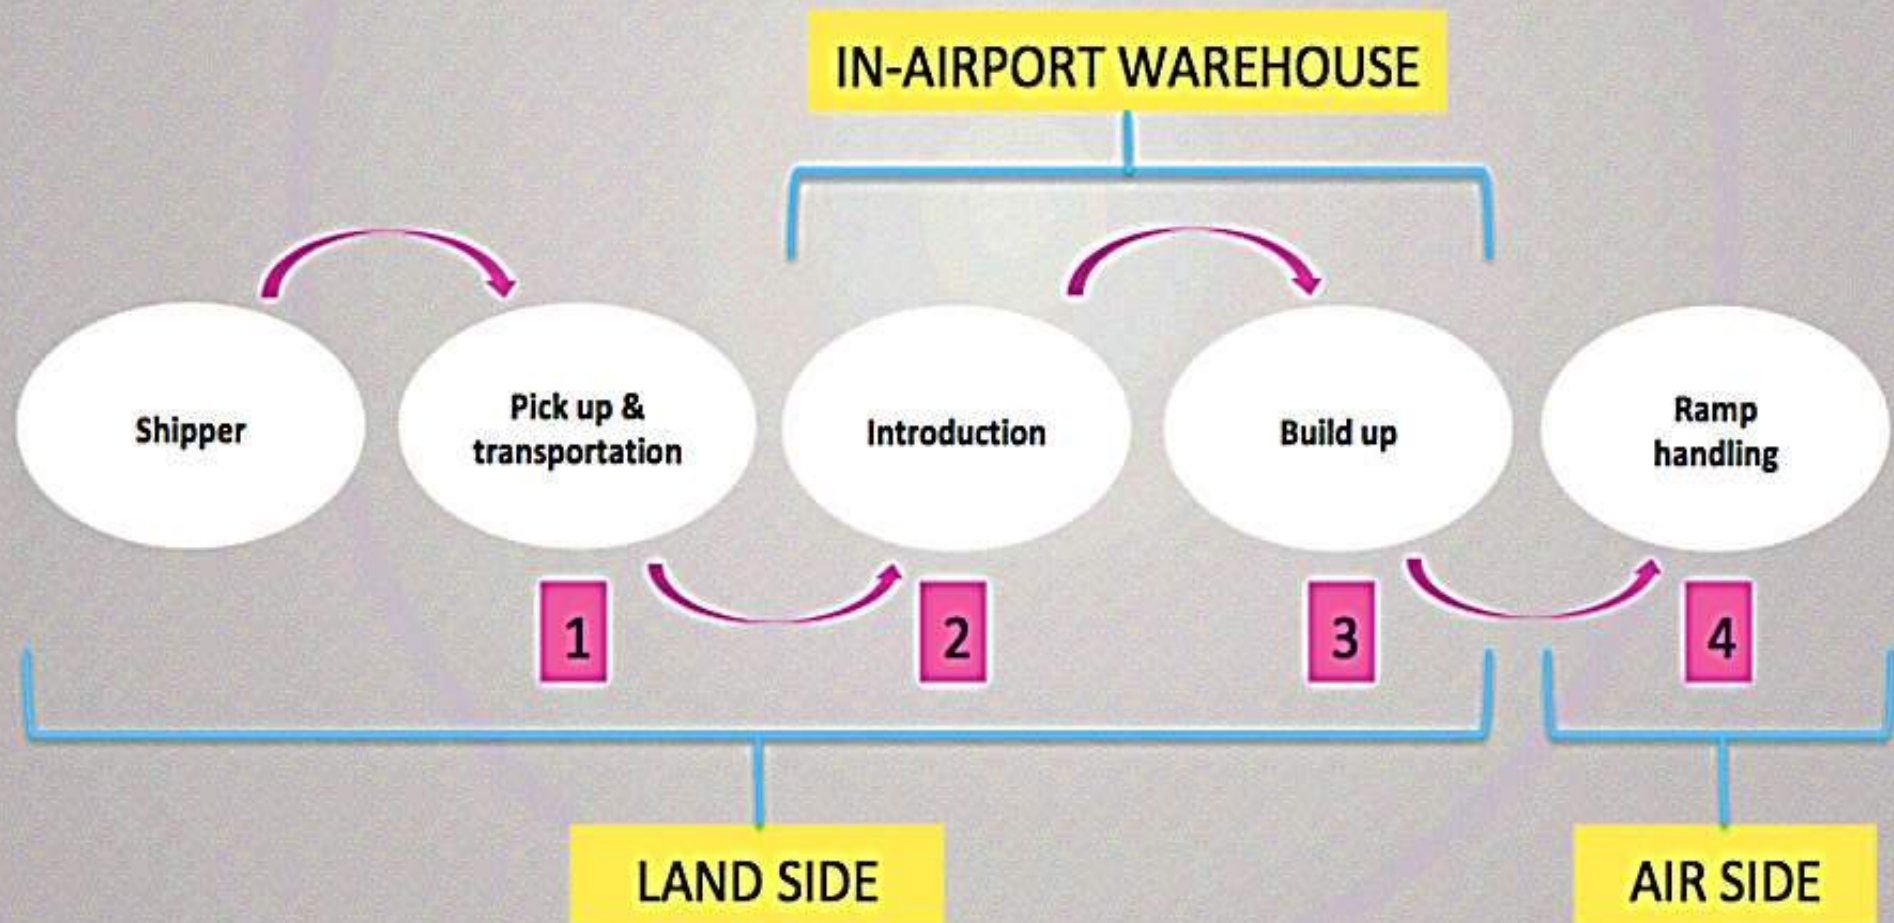 IN-AIRPORT WAREHOUSE
Shipper
Pick up &
transportation
Introduction
Build up
Ramp
handling
1
2
3
4
LAND SIDE
AIR SIDE